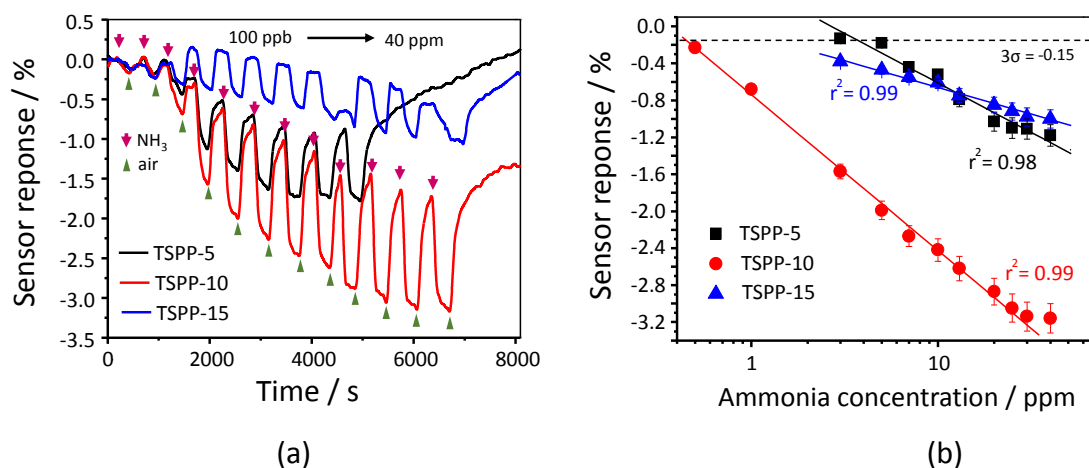 0.5
0.0
-0.5
-1.0
-1.5
-2.0
-2.5
-3.0
-3.5
Sensor reponse / %
100 ppb
40 ppm
NH3
air
TSPP-5
TSPP-10
TSPP-15
0
2000
4000
6000
8000
Time / s
(a)
0.0
-0.4
-0.8
-1.2
-1.6
-2.0
-2.4
-2.8
-3.2
Sensor reponse / %
3σ = -0.15
r² = 0.99
r² = 0.98
TSPP-5
TSPP-10
TSPP-15
r² = 0.99
1
10
Ammonia concentration / ppm
(b)